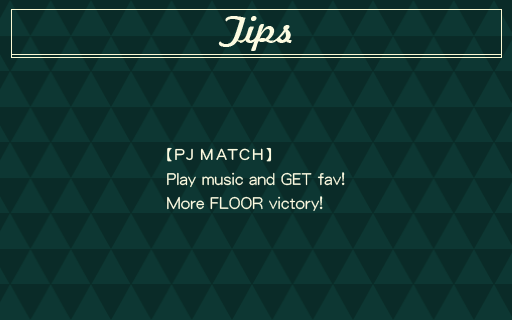 Tips
【PJ MATCH】
Play music and GET fav!
More FLOOR victory!